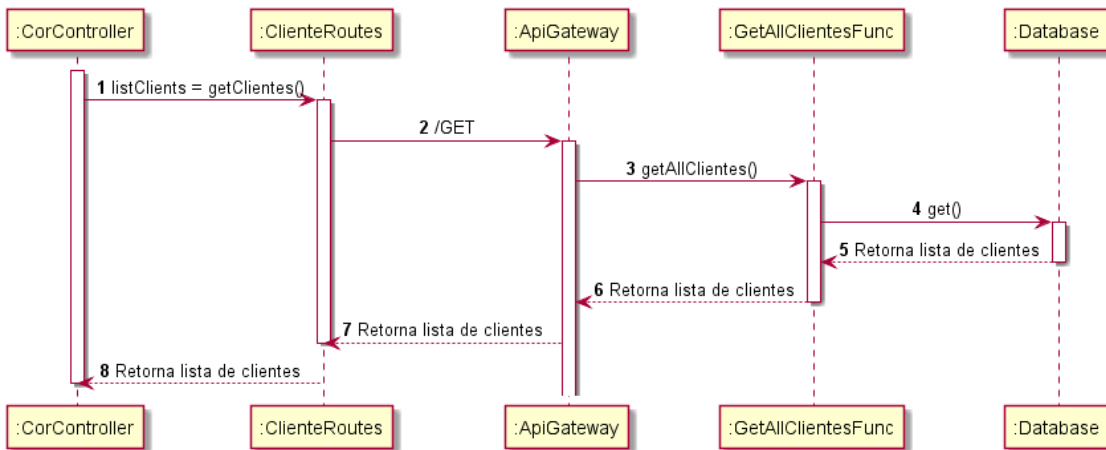 :CorController :ClienteRoutes :ApiGateway :GetAllClientesFunc :Database
1 listClients = getClientes()
2 /GET
3 getAllClientes()
4 get()
5 Retorna lista de clientes
6 Retorna lista de clientes
7 Retorna lista de clientes
8 Retorna lista de clientes
:CorController :ClienteRoutes :ApiGateway :GetAllClientesFunc :Database